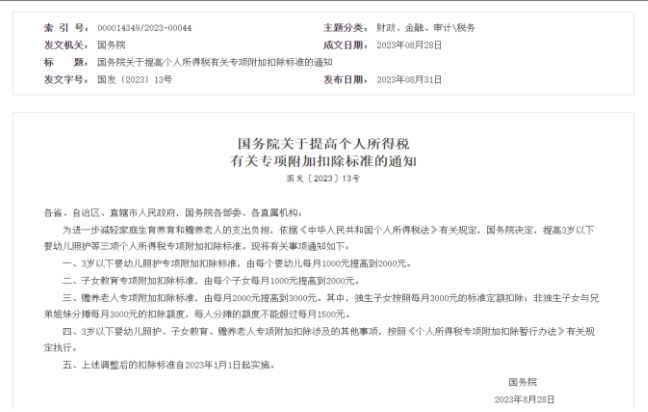 索 引 号： 000014349/2023-00044 主题分类： 财政、金融、审计\税务
发文机关： 国务院 成文日期： 2023年08月28日
标 题： 国务院关于提高个人所得税有关专项附加扣除标准的通知
发文字号： 国发〔2023〕13号 发布日期： 2023年08月31日
国务院关于提高个人所得税
有关专项附加扣除标准的通知
国发〔2023〕13号
各省、自治区、直辖市人民政府，国务院各部委、各直属机构：
为进一步减轻家庭生育养育和赡养老人的支出负担，依据《中华人民共和国个人所得税法》有关规定，国务院决定，提高3岁以下
婴幼儿照护等三项个人所得税专项附加扣除标准。现将有关事项通知如下：
一、3岁以下婴幼儿照护专项附加扣除标准，由每个婴幼儿每月1000元提高到2000元。
二、子女教育专项附加扣除标准，由每个子女每月1000元提高到2000元。
三、赡养老人专项附加扣除标准，由每月2000元提高到3000元。其中，独生子女按照每月3000元的标准定额扣除；非独生子女与兄
弟姐妹分摊每月3000元的扣除额度，每人分摊的额度不能超过每月1500元。
四、3岁以下婴幼儿照护、子女教育、赡养老人专项附加扣除涉及的其他事项，按照《个人所得税专项附加扣除暂行办法》有关规
定执行。
五、上述调整后的扣除标准自2023年1月1日起实施。
国务院
2023年8月28日